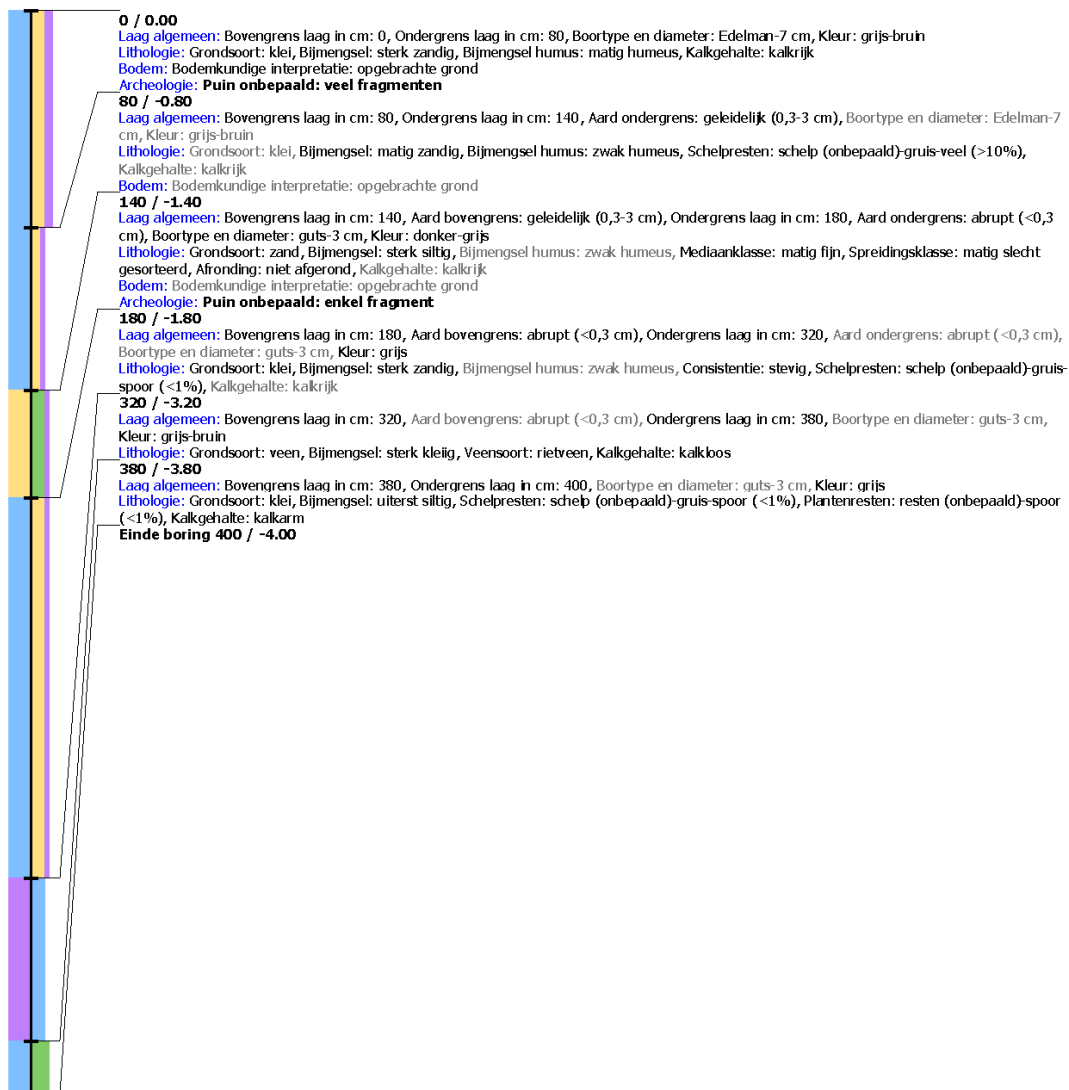 0 / 0.00
Laag algemeen: Bovengrens laag in cm: 0, Ondergrens laag in cm: 80, Boortype en diameter: Edelman-7 cm, Kleur: grijs-bruin
Lithologie: Grondsoort: klei, Bijmengsel: sterk zandig, Bijmengsel humus: matig humeus, Kalkgehalte: kalkrijk
Bodem: Bodemkundige interpretatie: opgebrachte grond
Archeologie: Puin onbepaald: veel fragmenten
80 / -0.80
Laag algemeen: Bovengrens laag in cm: 80, Ondergrens laag in cm: 140, Aard ondergrens: geleidelijk (0,3-3 cm), Boortype en diameter: Edelman-7
cm, Kleur: grijs-bruin
Lithologie: Grondsoort: klei, Bijmengsel: matig zandig, Bijmengsel humus: zwak humeus, Schelpresten: schelp (onbepaald)-gruis-veel (>10%),
Kalkgehalte: kalkrijk
Bodem: Bodemkundige interpretatie: opgebrachte grond
140 / -1.40
Laag algemeen: Bovengrens laag in cm: 140, Aard bovengrens: geleidelijk (0,3-3 cm), Ondergrens laag in cm: 180, Aard ondergrens: abrupt (<0,3
cm), Boortype en diameter: guts-3 cm, Kleur: donker-grijs
Lithologie: Grondsoort: zand, Bijmengsel: sterk siltig, Bijmengsel humus: zwak humeus, Mediaanklasse: matig fijn, Spreidingsklasse: matig slecht
gesorteerd, Afronding: niet afgerond, Kalkgehalte: kalkrijk
Bodem: Bodemkundige interpretatie: opgebrachte grond
Archeologie: Puin onbepaald: enkel fragment
180 / -1.80
Laag algemeen: Bovengrens laag in cm: 180, Aard bovengrens: abrupt (<0,3 cm), Ondergrens laag in cm: 320, Aard ondergrens: abrupt (<0,3 cm),
Boortype en diameter: guts-3 cm, Kleur: grijs
Lithologie: Grondsoort: klei, Bijmengsel: sterk zandig, Bijmengsel humus: zwak humeus, Consistentie: stevig, Schelpresten: schelp (onbepaald)-gruis-
spoor (<1%), Kalkgehalte: kalkrijk
320 / -3.20
Laag algemeen: Bovengrens laag in cm: 320, Aard bovengrens: abrupt (<0,3 cm), Ondergrens laag in cm: 380, Boortype en diameter: guts-3 cm,
Kleur: grijs-bruin
Lithologie: Grondsoort: veen, Bijmengsel: sterk kleiig, Veensoort: rietveen, Kalkgehalte: kalkloos
380 / -3.80
Laag algemeen: Bovengrens laag in cm: 380, Ondergrens laag in cm: 400, Boortype en diameter: guts-3 cm, Kleur: grijs
Lithologie: Grondsoort: klei, Bijmengsel: uiterst siltig, Schelpresten: schelp (onbepaald)-gruis-spoor (<1%), Plantenresten: resten (onbepaald)-spoor
(<1%), Kalkgehalte: kalkarm
Einde boring 400 / -4.00